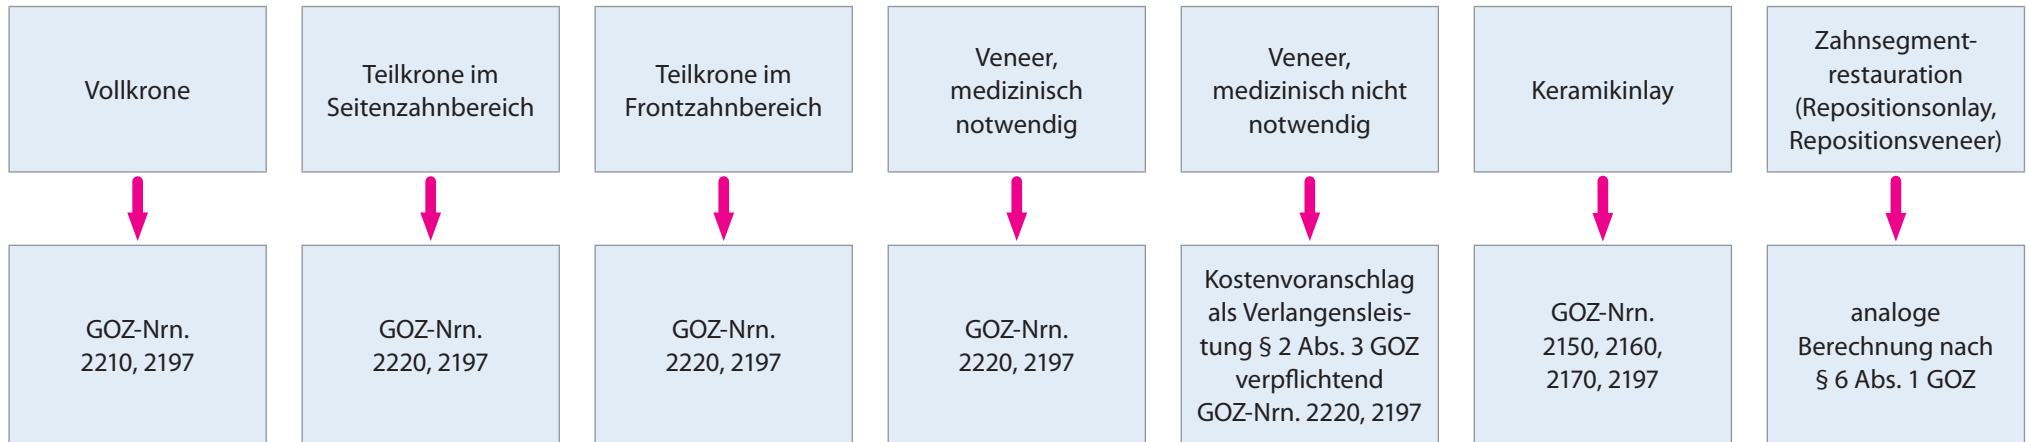 Vollkrone
Teilkrone im
Seitenzahnbereich
Teilkrone im
Frontzahnbereich
Veneer,
medizinisch
notwendig
Veneer,
medizinisch nicht
notwendig
Keramikinlay
Zahnsegment-
restauration
(Repositionsonlay,
Repositionsveneer)
GOZ-Nrn.
2210, 2197
GOZ-Nrn.
2220, 2197
GOZ-Nrn.
2220, 2197
GOZ-Nrn.
2220, 2197
Kostenvoranschlag
als Verlangensleis-
tung § 2 Abs. 3 GOZ
verpflichtend
GOZ-Nrn. 2220, 2197
GOZ-Nrn.
2150, 2160,
2170, 2197
analoge
Berechnung nach
§ 6 Abs. 1 GOZ